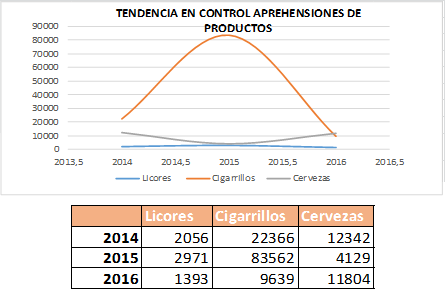 TENDENCIA EN CONTROL APREHENSIONES DE
PRODUCTOS
90000
80000
70000
60000
50000
40000
30000
20000
10000
0
2013,5 2014 2014,5 2015 2015,5 2016 2016,5
Licores Cigarrillos Cervezas
Licores Cigarrillos Cervezas
2014 2056 22366 12342
2015 2971 83562 4129
2016 1393 9639 11804